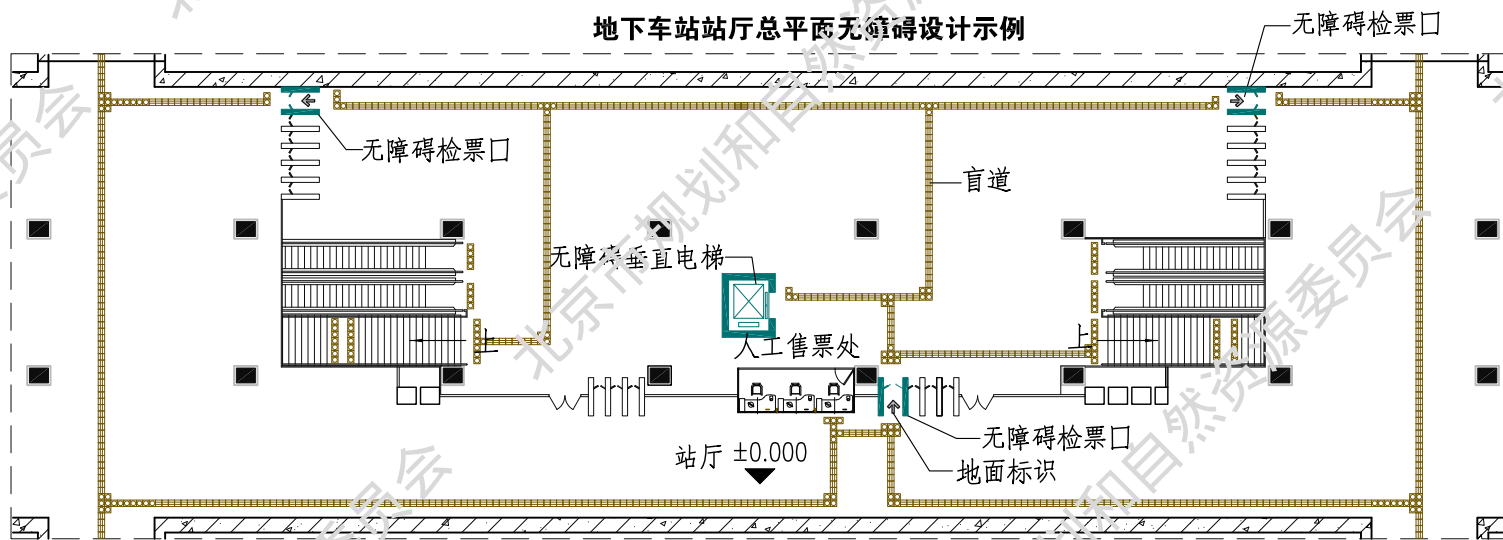 地下车站站厅总平面无障碍设计示例
无障碍检票口
无障碍检票口
盲道
无障碍垂直电梯
上
上
人工售票处
无障碍检票口
站厅 ±0.000
地面标识
北京市规划和自然资源委员会